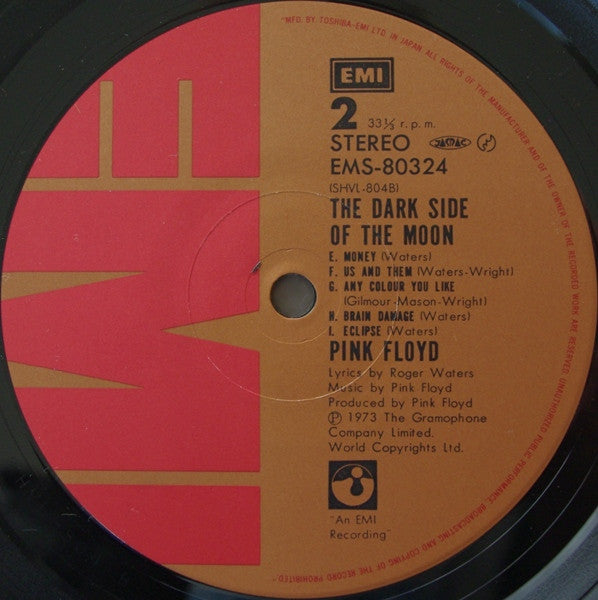 "MFD. BY TOSHIBA-EMI LTD. IN JAPAN. ALL RIGHTS OF THE MANUFACTURER AND OF THE OWNER OF THE RECORDED WORK ARE RESERVED. UNAUTHORISED PUBLIC PERFORMANCE, BROADCASTING AND COPYING OF THE RECORD PROHIBITED."
EMI
EMI
2 33⅓ r.p.m.
STEREO JASRAC
EMS-80324
(SHVL-804B)
THE DARK SIDE
OF THE MOON
E. MONEY (Waters)
F. US AND THEM (Waters-Wright)
G. ANY COLOUR YOU LIKE
(Gilmour-Mason-Wright)
H. BRAIN DAMAGE (Waters)
I. ECLIPSE (Waters)
PINK FLOYD
Lyrics by Roger Waters
Music by Pink Floyd
Produced by Pink Floyd
Ⓟ 1973 The Gramophone
Company Limited.
World Copyrights Ltd.
"An EMI
Recording"